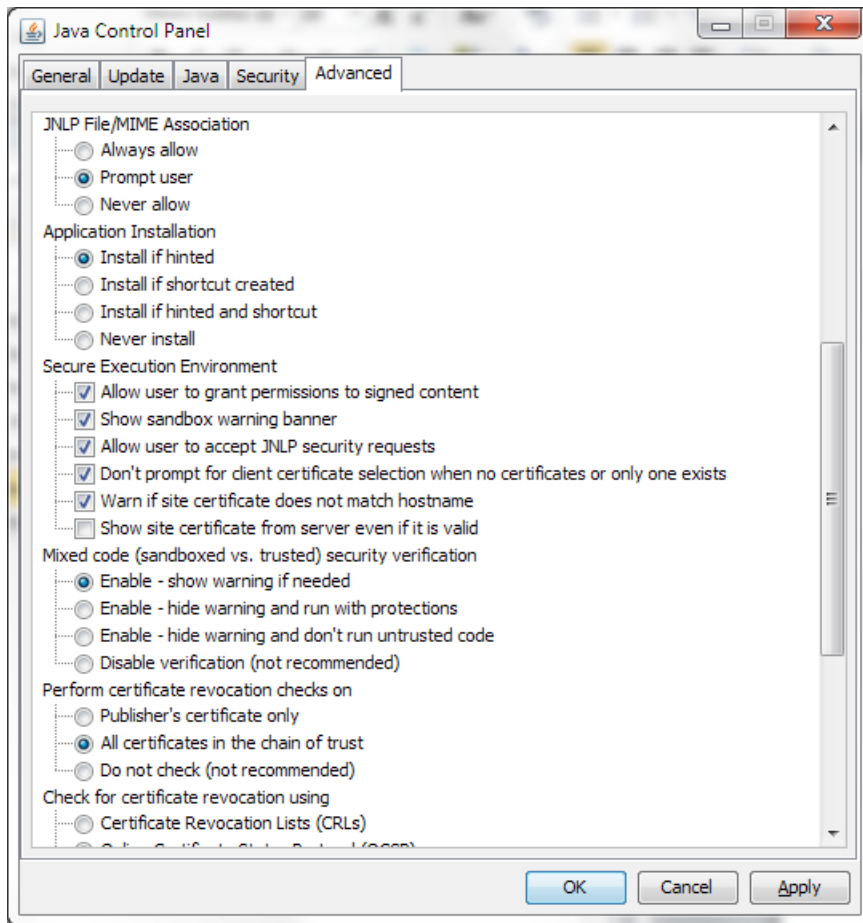 Java Control Panel
General Update Java Security Advanced
JNLP File/MIME Association
Always allow
Prompt user
Never allow
Application Installation
Install if hinted
Install if shortcut created
Install if hinted and shortcut
Never install
Secure Execution Environment
Allow user to grant permissions to signed content
Show sandbox warning banner
Allow user to accept JNLP security requests
Don't prompt for client certificate selection when no certificates or only one exists
Warn if site certificate does not match hostname
Show site certificate from server even if it is valid
Mixed code (sandboxed vs. trusted) security verification
Enable - show warning if needed
Enable - hide warning and run with protections
Enable - hide warning and don't run untrusted code
Disable verification (not recommended)
Perform certificate revocation checks on
Publisher's certificate only
All certificates in the chain of trust
Do not check (not recommended)
Check for certificate revocation using
Certificate Revocation Lists (CRLs)
OK Cancel Apply